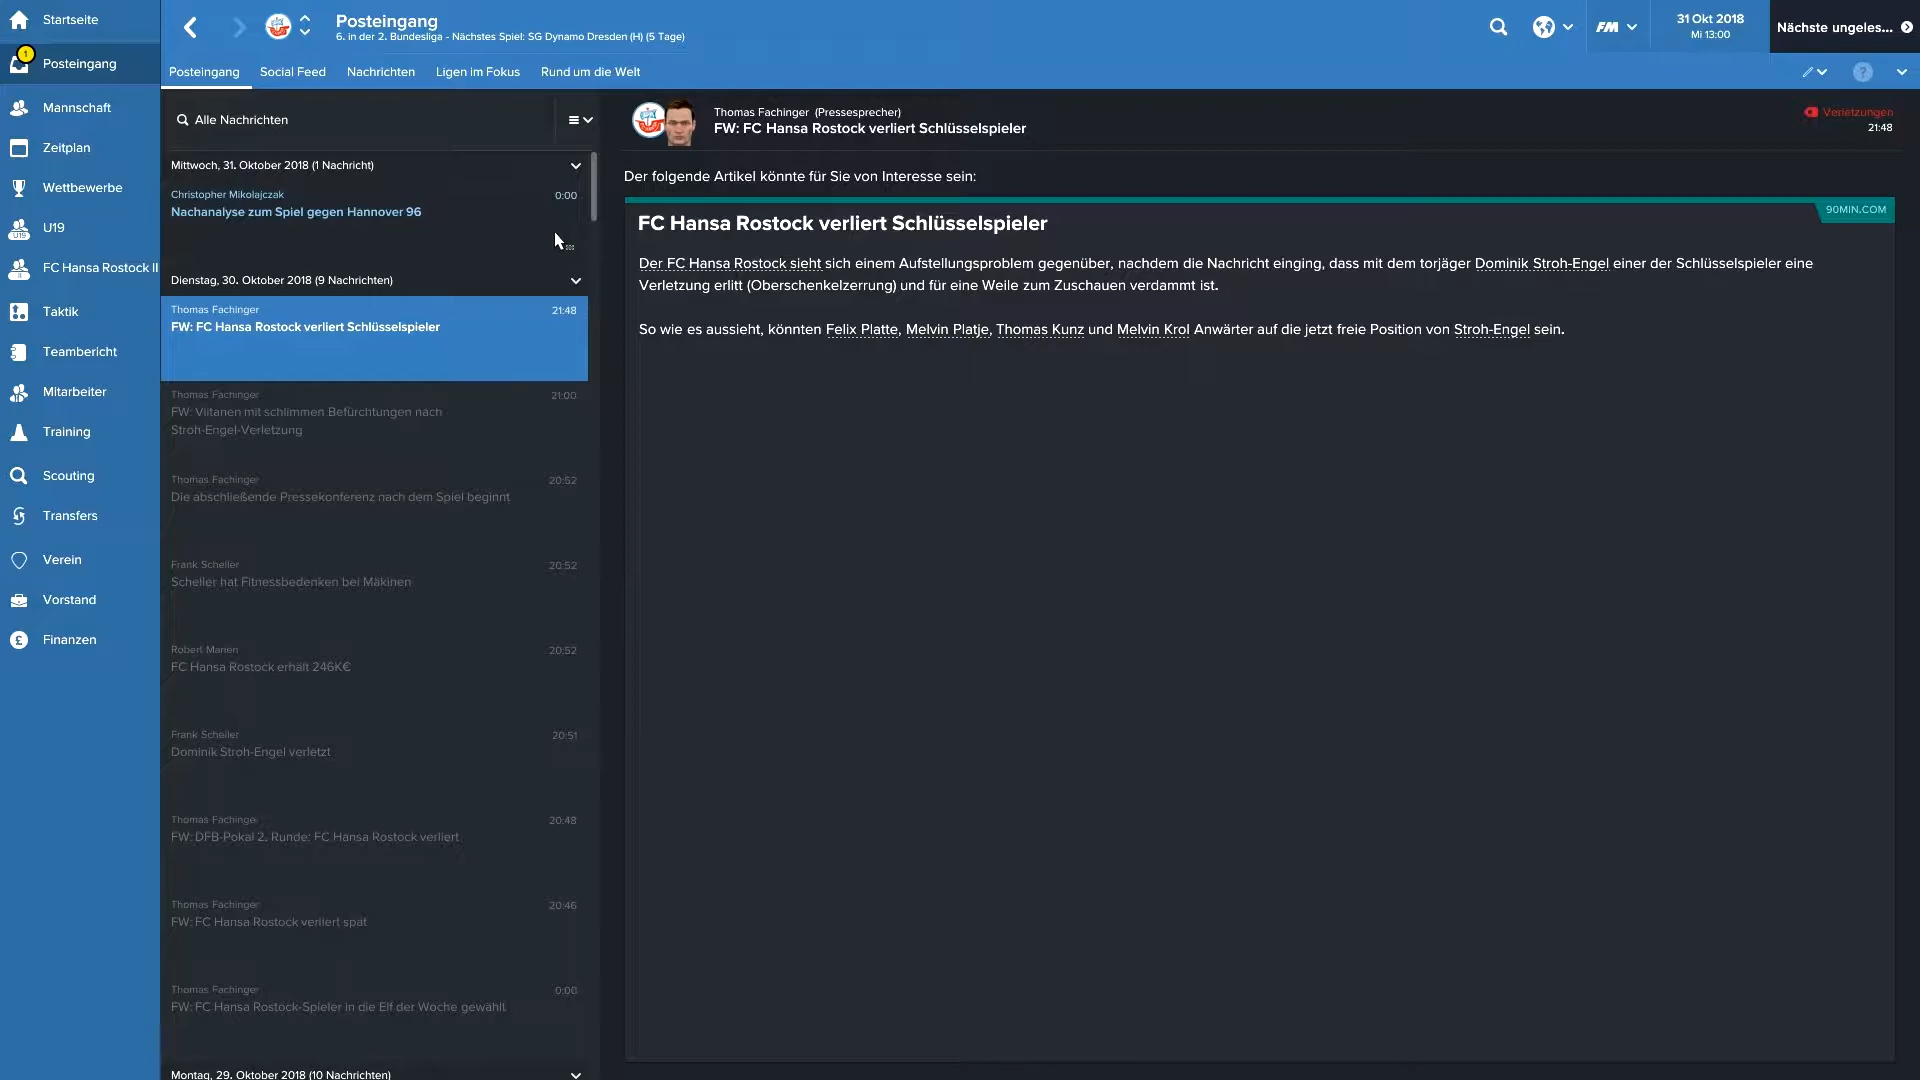 Startseite
1
Posteingang
Mannschaft
Zeitplan
Wettbewerbe
U19
FC Hansa Rostock II
Taktik
Teambericht
Mitarbeiter
Training
Scouting
Transfers
Verein
Vorstand
Finanzen
Posteingang
6. in der 2. Bundesliga - Nächstes Spiel: SG Dynamo Dresden (H) (5 Tage)
FM
31 Okt 2018
Mi 13:00
Nächste ungeles...
Posteingang Social Feed Nachrichten Ligen im Fokus Rund um die Welt
Alle Nachrichten
Mittwoch, 31. Oktober 2018 (1 Nachricht)
Christopher Mikolajczak 0:00
Nachanalyse zum Spiel gegen Hannover 96
Dienstag, 30. Oktober 2018 (9 Nachrichten)
Thomas Fachinger 21:48
FW: FC Hansa Rostock verliert Schlüsselspieler
Thomas Fachinger 21:00
FW: Viitanen mit schlimmen Befürchtungen nach
Stroh-Engel-Verletzung
Thomas Fachinger 20:52
Die abschließende Pressekonferenz nach dem Spiel beginnt
Frank Scheller 20:52
Scheller hat Fitnessbedenken bei Mäkinen
Robert Marien 20:52
FC Hansa Rostock erhält 246K€
Frank Scheller 20:51
Dominik Stroh-Engel verletzt
Thomas Fachinger 20:48
FW: DFB-Pokal 2. Runde: FC Hansa Rostock verliert
Thomas Fachinger 20:46
FW: FC Hansa Rostock verliert spät
Thomas Fachinger 0:00
FW: FC Hansa Rostock-Spieler in die Elf der Woche gewählt
Montag, 29. Oktober 2018 (10 Nachrichten)
Thomas Fachinger (Pressesprecher)
FW: FC Hansa Rostock verliert Schlüsselspieler
Verletzungen
21:48
Der folgende Artikel könnte für Sie von Interesse sein:
90MIN.COM
FC Hansa Rostock verliert Schlüsselspieler
Der FC Hansa Rostock sieht sich einem Aufstellungsproblem gegenüber, nachdem die Nachricht einging, dass mit dem torjäger Dominik Stroh-Engel einer der Schlüsselspieler eine
Verletzung erlitt (Oberschenkelzerrung) und für eine Weile zum Zuschauen verdammt ist.
So wie es aussieht, könnten Felix Platte, Melvin Platje, Thomas Kunz und Melvin Krol Anwärter auf die jetzt freie Position von Stroh-Engel sein.